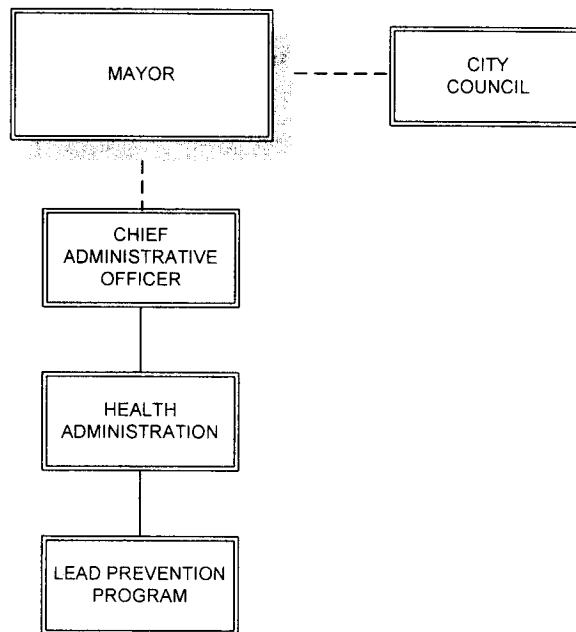 MAYOR
CITY
COUNCIL
CHIEF
ADMINISTRATIVE
OFFICER
HEALTH
ADMINISTRATION
LEAD PREVENTION
PROGRAM